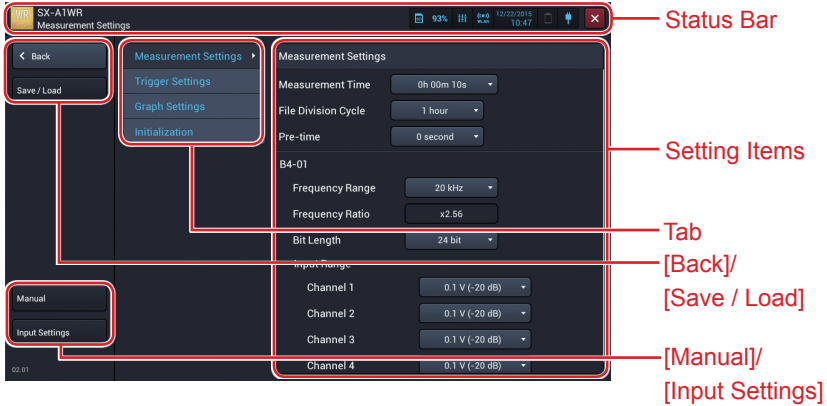 WR
SX-A1WR
Measurement Settings
93%
WLAN
12/22/2015
10:47
Status Bar
Back
Save / Load
Measurement Settings
Trigger Settings
Graph Settings
Initialization
Measurement Settings
Measurement Time 0h 00m 10s
File Division Cycle 1 hour
Pre-time 0 second
B4-01
Frequency Range 20 kHz
Frequency Ratio x2.56
Bit Length 24 bit
Input Range
Channel 1 0.1 V (-20 dB)
Channel 2 0.1 V (-20 dB)
Channel 3 0.1 V (-20 dB)
Channel 4 0.1 V (-20 dB)
Manual
Input Settings
02.01
Setting Items
Tab
[Back]/
[Save / Load]
[Manual]/
[Input Settings]